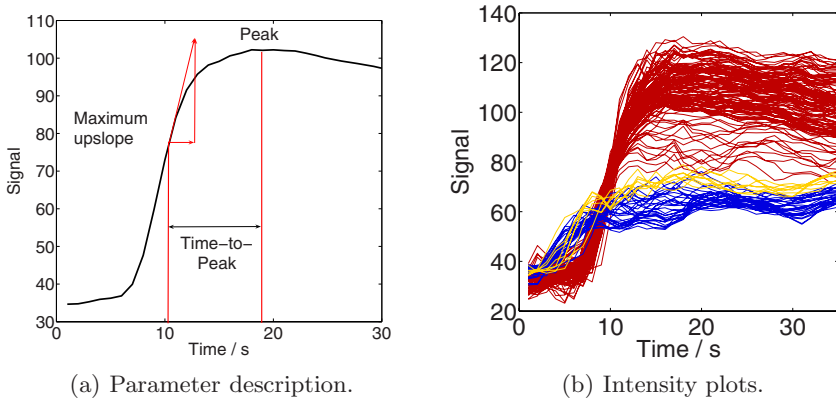 110
100
90
80
70
60
50
40
30
0
10
20
30
Signal
Time / s
Peak
Maximum
upslope
Time-to-
Peak
(a) Parameter description.
140
120
100
80
60
40
20
0
10
20
30
Signal
Time / s
(b) Intensity plots.